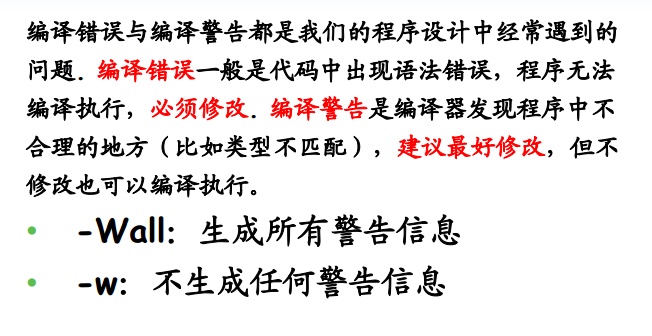 编译错误与编译警告都是我们的程序设计中经常遇到的
问题. 编译错误一般是代码中出现语法错误，程序无法
编译执行，必须修改. 编译警告是编译器发现程序中不
合理的地方（比如类型不匹配），建议最好修改，但不
修改也可以编译执行。
• -Wall: 生成所有警告信息
• -w: 不生成任何警告信息